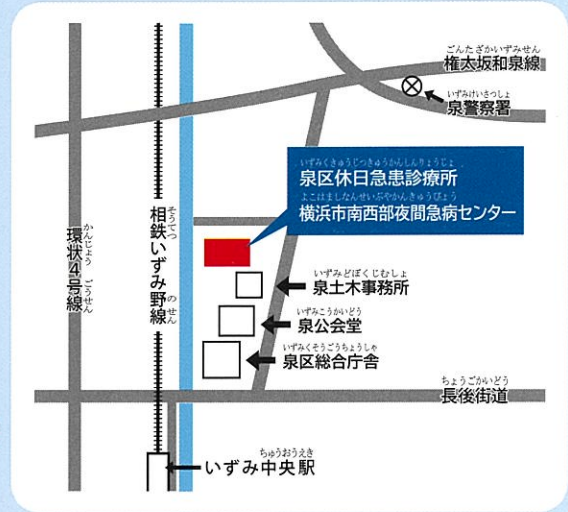 ごんたざかいずみせん
権太坂和泉線
いずみけいさつしょ
泉警察署
いずみくきゅうじつきゅうかんしんりょうじょ
泉区休日急患診療所
よこはましなんせいぶやかんきゅうびょう
横浜市南西部夜間急病センター
かんじょう ごうせん
環状4号線
そうてつ のせん
相鉄いずみ野線
いずみどぼくじむしょ
泉土木事務所
いずみこうかいどう
泉公会堂
いずみくそうごうちょうしゃ
泉区総合庁舎
ちょうごかいどう
長後街道
ちゅうおうえき
いずみ中央駅